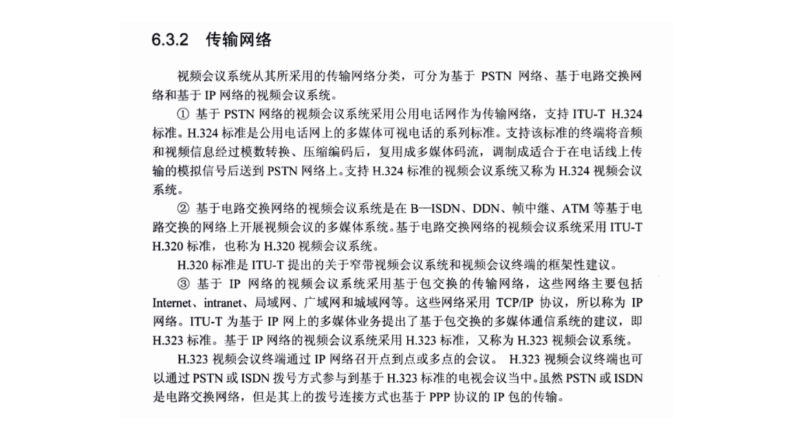 6.3.2 传输网络
视频会议系统从其所采用的传输网络分类，可分为基于 PSTN 网络、基于电路交换网
络和基于 IP 网络的视频会议系统。
① 基于 PSTN 网络的视频会议系统采用公用电话网作为传输网络，支持 ITU-T H.324
标准。H.324 标准是公用电话网上的多媒体可视电话的系列标准。支持该标准的终端将音频
和视频信息经过模数转换、压缩编码后，复用成多媒体码流，调制成适合于在电话线上传
输的模拟信号后送到 PSTN 网络上。支持 H.324 标准的视频会议系统又称为 H.324 视频会议
系统。
② 基于电路交换网络的视频会议系统是在 B—ISDN、DDN、帧中继、ATM 等基于电
路交换的网络上开展视频会议的多媒体系统。基于电路交换网络的视频会议系统采用 ITU-T
H.320 标准，也称为 H.320 视频会议系统。
H.320 标准是 ITU-T 提出的关于窄带视频会议系统和视频会议终端的框架性建议。
③ 基于 IP 网络的视频会议系统采用基于包交换的传输网络，这些网络主要包括
Internet、intranet、局域网、广域网和城域网等。这些网络采用 TCP/IP 协议，所以称为 IP
网络。ITU-T 为基于 IP 网上的多媒体业务提出了基于包交换的多媒体通信系统的建议，即
H.323 标准。基于 IP 网络的视频会议系统采用 H.323 标准，又称为 H.323 视频会议系统。
H.323 视频会议终端通过 IP 网络召开点到点或多点的会议。 H.323 视频会议终端也可
以通过 PSTN 或 ISDN 拨号方式参与到基于 H.323 标准的电视会议当中。虽然 PSTN 或 ISDN
是电路交换网络，但是其上的拨号连接方式也基于 PPP 协议的 IP 包的传输。